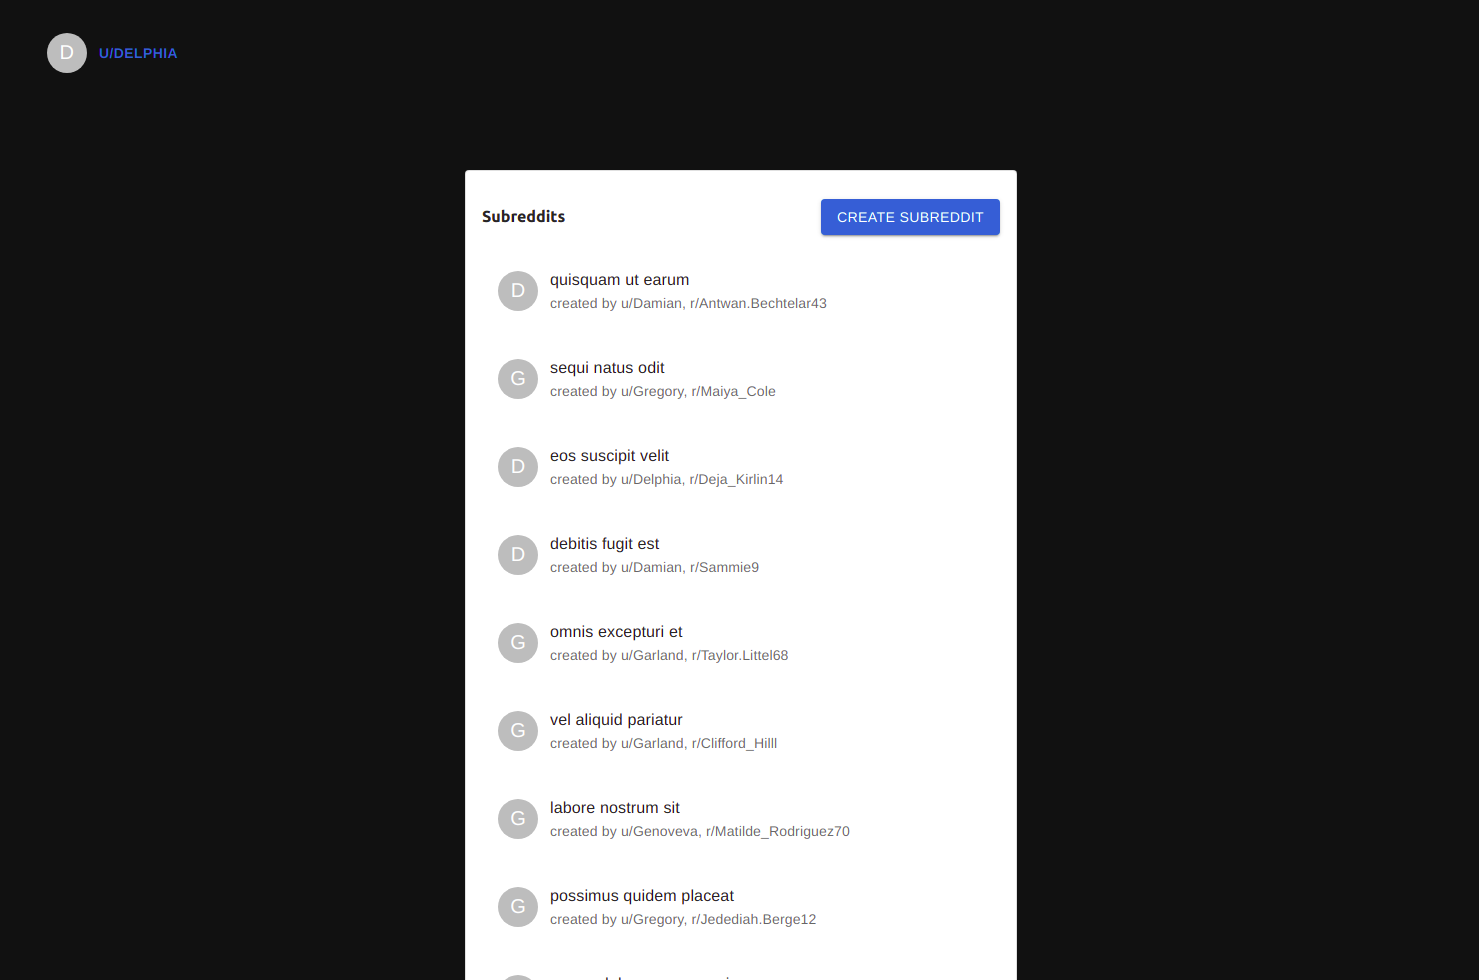 D U/DELPHIA
Subreddits
CREATE SUBREDDIT
D
quisquam ut earum
created by u/Damian, r/Antwan.Bechtelar43
G
sequi natus odit
created by u/Gregory, r/Maiya_Cole
D
eos suscipit velit
created by u/Delphia, r/Deja_Kirlin14
D
debitis fugit est
created by u/Damian, r/Sammie9
G
omnis excepturi et
created by u/Garland, r/Taylor.Littel68
G
vel aliquid pariatur
created by u/Garland, r/Clifford_Hilll
G
labore nostrum sit
created by u/Genoveva, r/Matilde_Rodriguez70
G
possimus quidem placeat
created by u/Gregory, r/Jedediah.Berge12